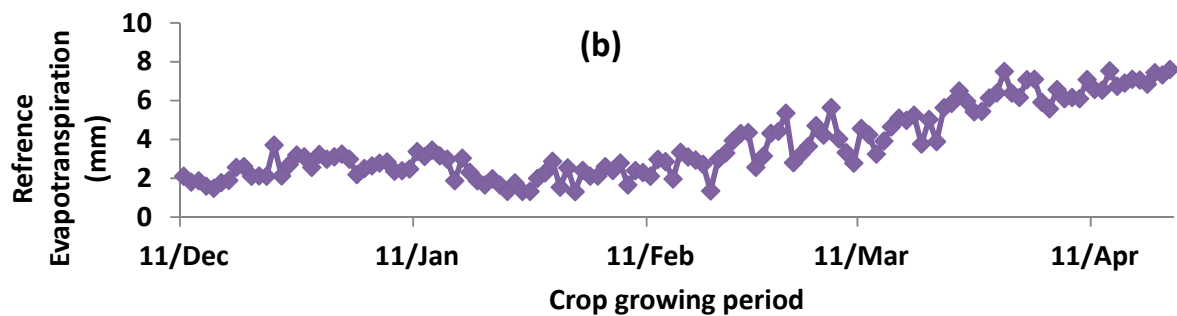 (b)
Refrence
Evapotranspiration
(mm)
10
8
6
4
2
0
11/Dec 11/Jan 11/Feb 11/Mar 11/Apr
Crop growing period